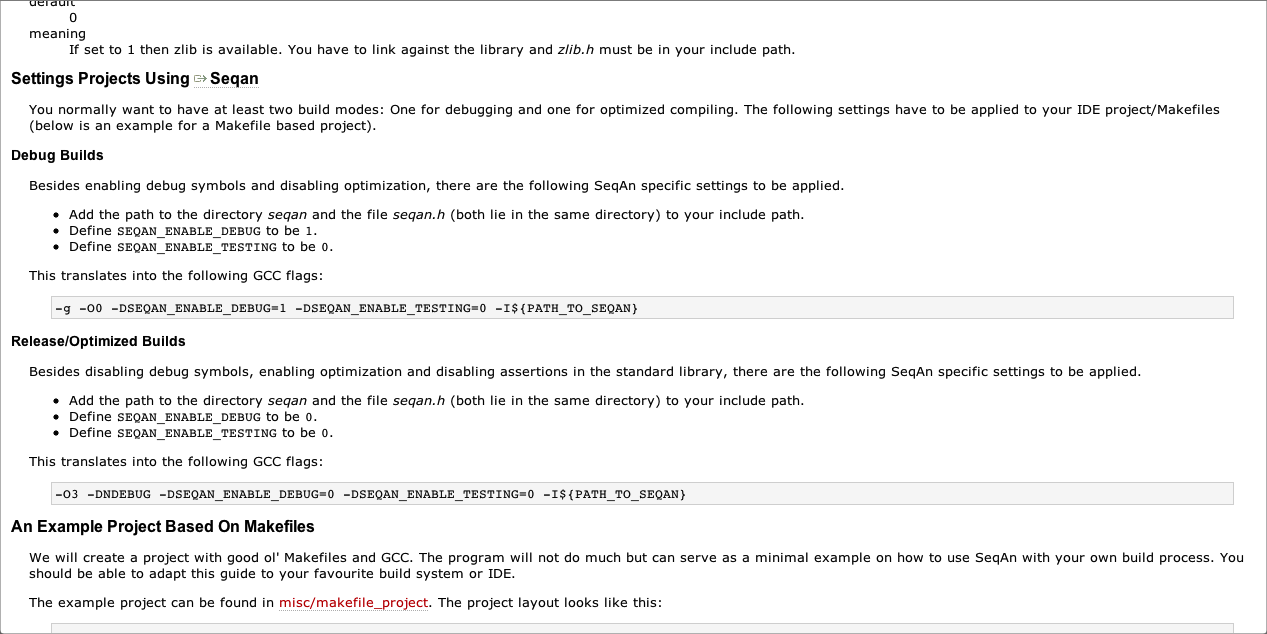 default
0
meaning
If set to 1 then zlib is available. You have to link against the library and zlib.h must be in your include path.
Settings Projects Using Seqan
You normally want to have at least two build modes: One for debugging and one for optimized compiling. The following settings have to be applied to your IDE project/Makefiles
(below is an example for a Makefile based project).
Debug Builds
Besides enabling debug symbols and disabling optimization, there are the following SeqAn specific settings to be applied.
• Add the path to the directory seqan and the file seqan.h (both lie in the same directory) to your include path.
• Define SEQAN_ENABLE_DEBUG to be 1.
• Define SEQAN_ENABLE_TESTING to be 0.
This translates into the following GCC flags:
-g -O0 -DSEQAN_ENABLE_DEBUG=1 -DSEQAN_ENABLE_TESTING=0 -I${PATH_TO_SEQAN}
Release/Optimized Builds
Besides disabling debug symbols, enabling optimization and disabling assertions in the standard library, there are the following SeqAn specific settings to be applied.
• Add the path to the directory seqan and the file seqan.h (both lie in the same directory) to your include path.
• Define SEQAN_ENABLE_DEBUG to be 0.
• Define SEQAN_ENABLE_TESTING to be 0.
This translates into the following GCC flags:
-O3 -DNDEBUG -DSEQAN_ENABLE_DEBUG=0 -DSEQAN_ENABLE_TESTING=0 -I${PATH_TO_SEQAN}
An Example Project Based On Makefiles
We will create a project with good ol' Makefiles and GCC. The program will not do much but can serve as a minimal example on how to use SeqAn with your own build process. You
should be able to adapt this guide to your favourite build system or IDE.
The example project can be found in misc/makefile_project. The project layout looks like this: